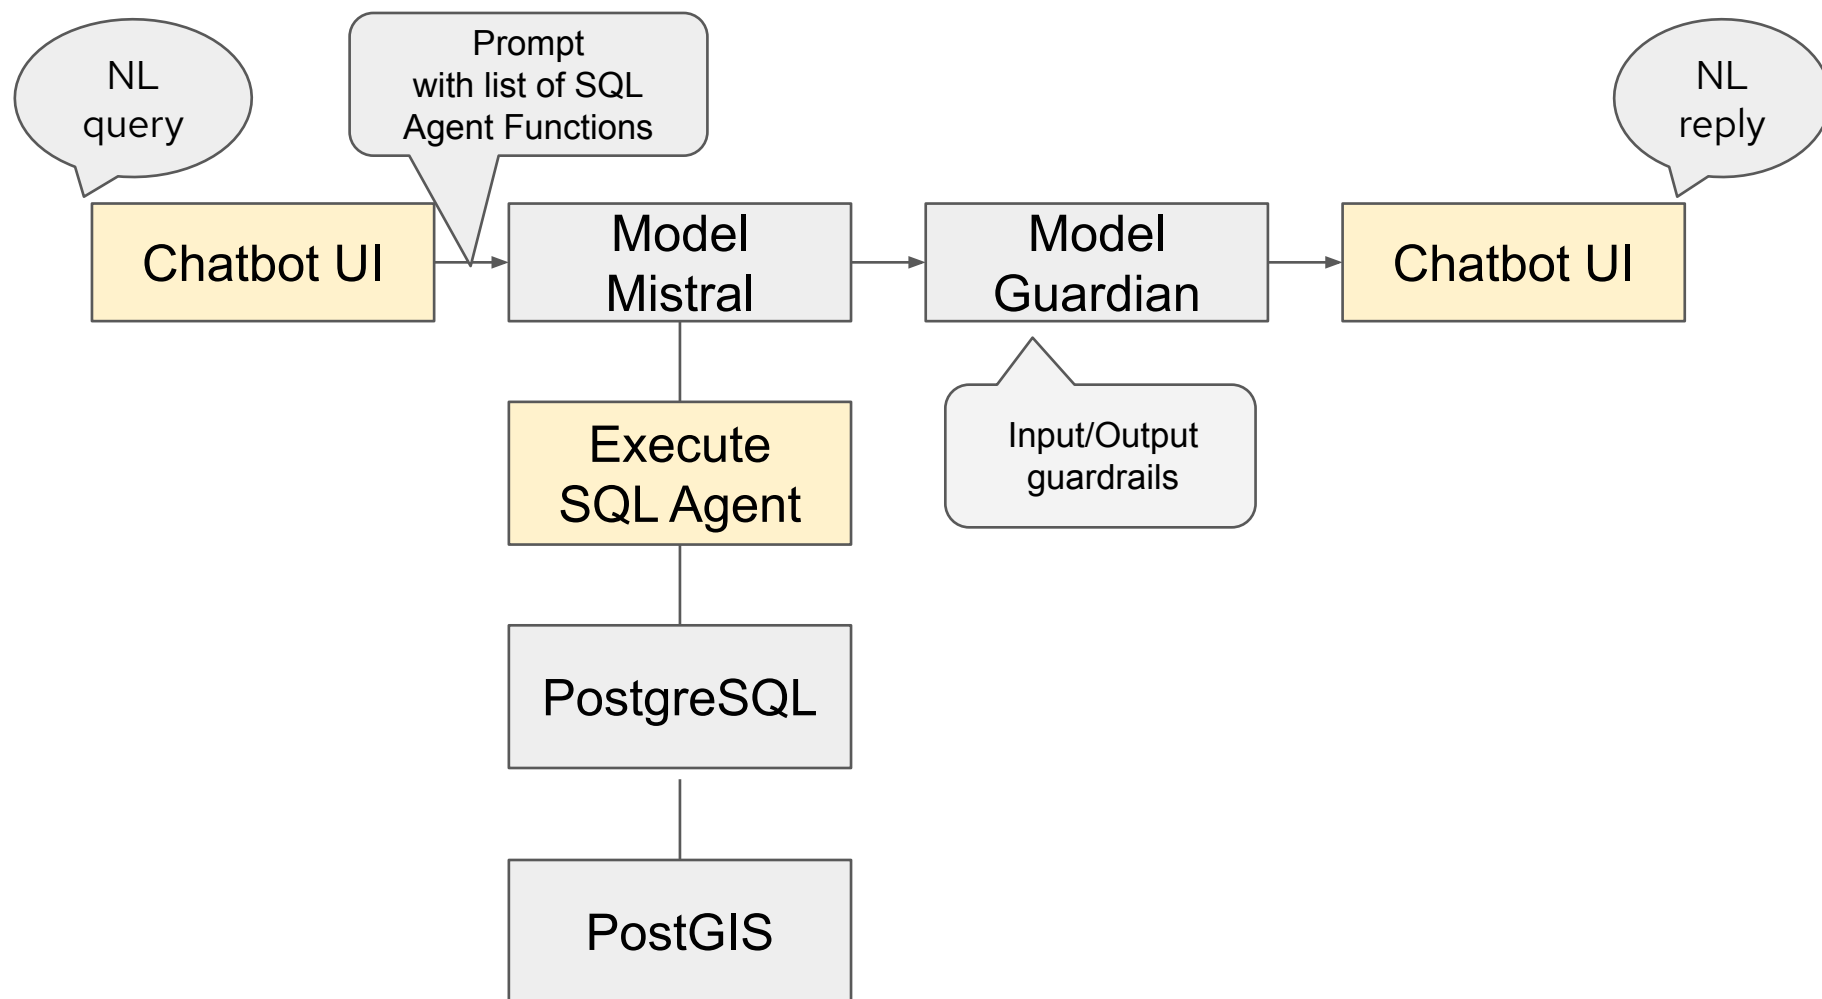 NL
query
Prompt
with list of SQL
Agent Functions
NL
reply
Chatbot UI
Model
Mistral
Model
Guardian
Chatbot UI
Execute
SQL Agent
Input/Output
guardrails
PostgreSQL
PostGIS